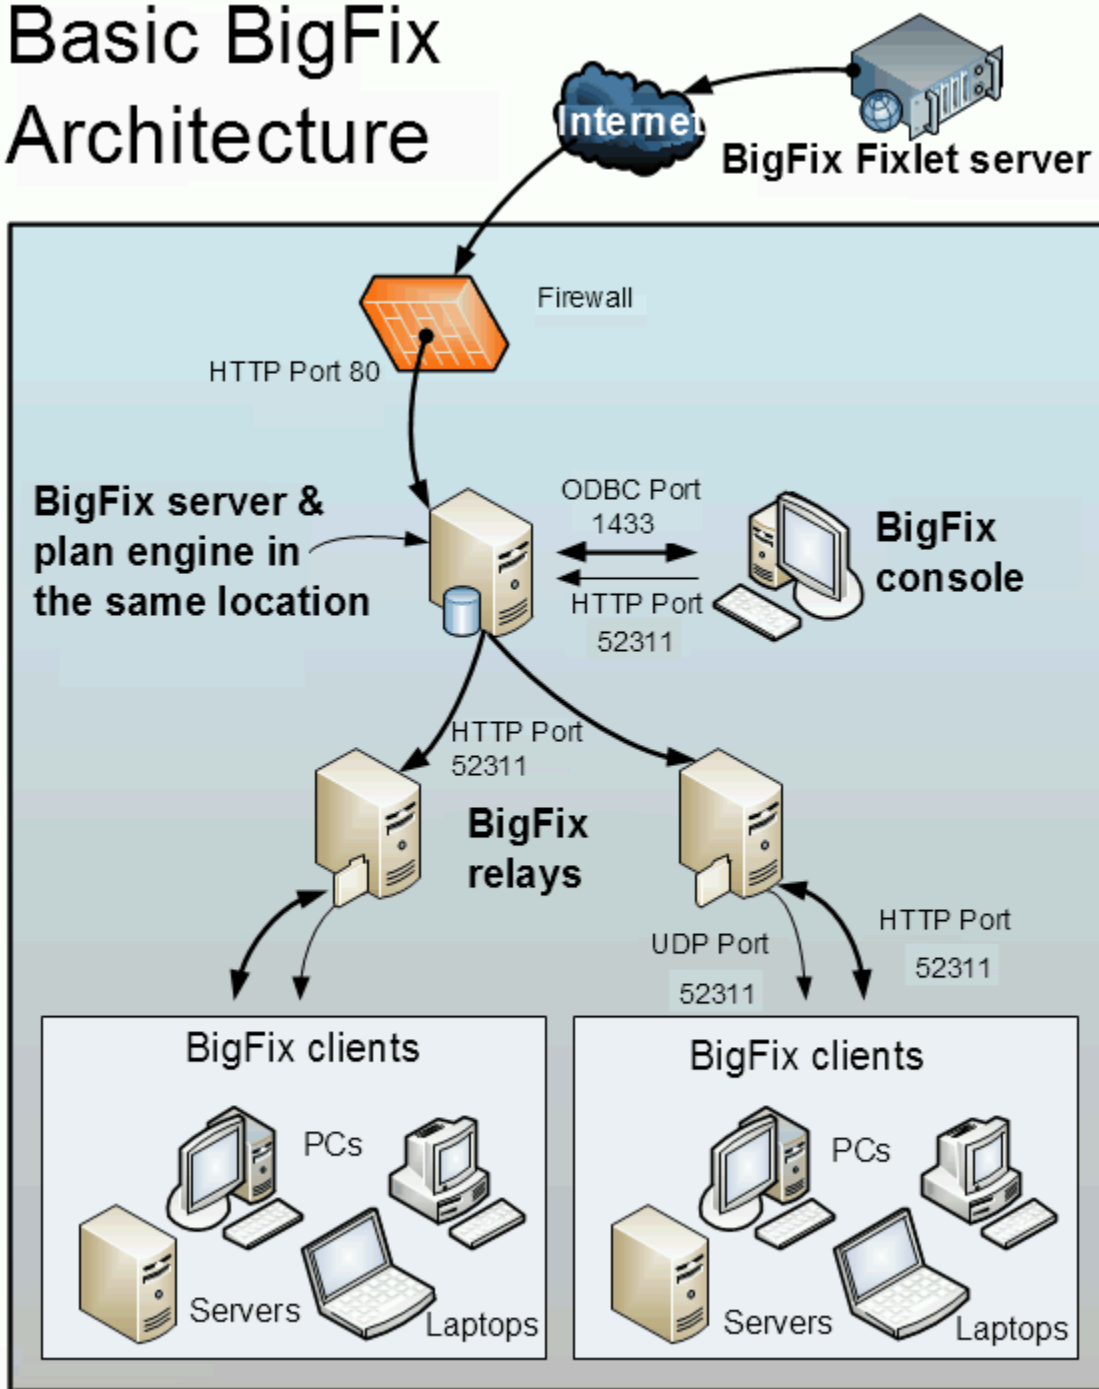 Basic BigFix
Architecture
Internet
BigFix Fixlet server
Firewall
HTTP Port 80
BigFix server &
plan engine in
the same location
ODBC Port
1433
HTTP Port
52311
BigFix
console
HTTP Port
52311
BigFix
relays
UDP Port
52311
HTTP Port
52311
BigFix clients
PCs
Servers
Laptops
BigFix clients
PCs
Servers
Laptops